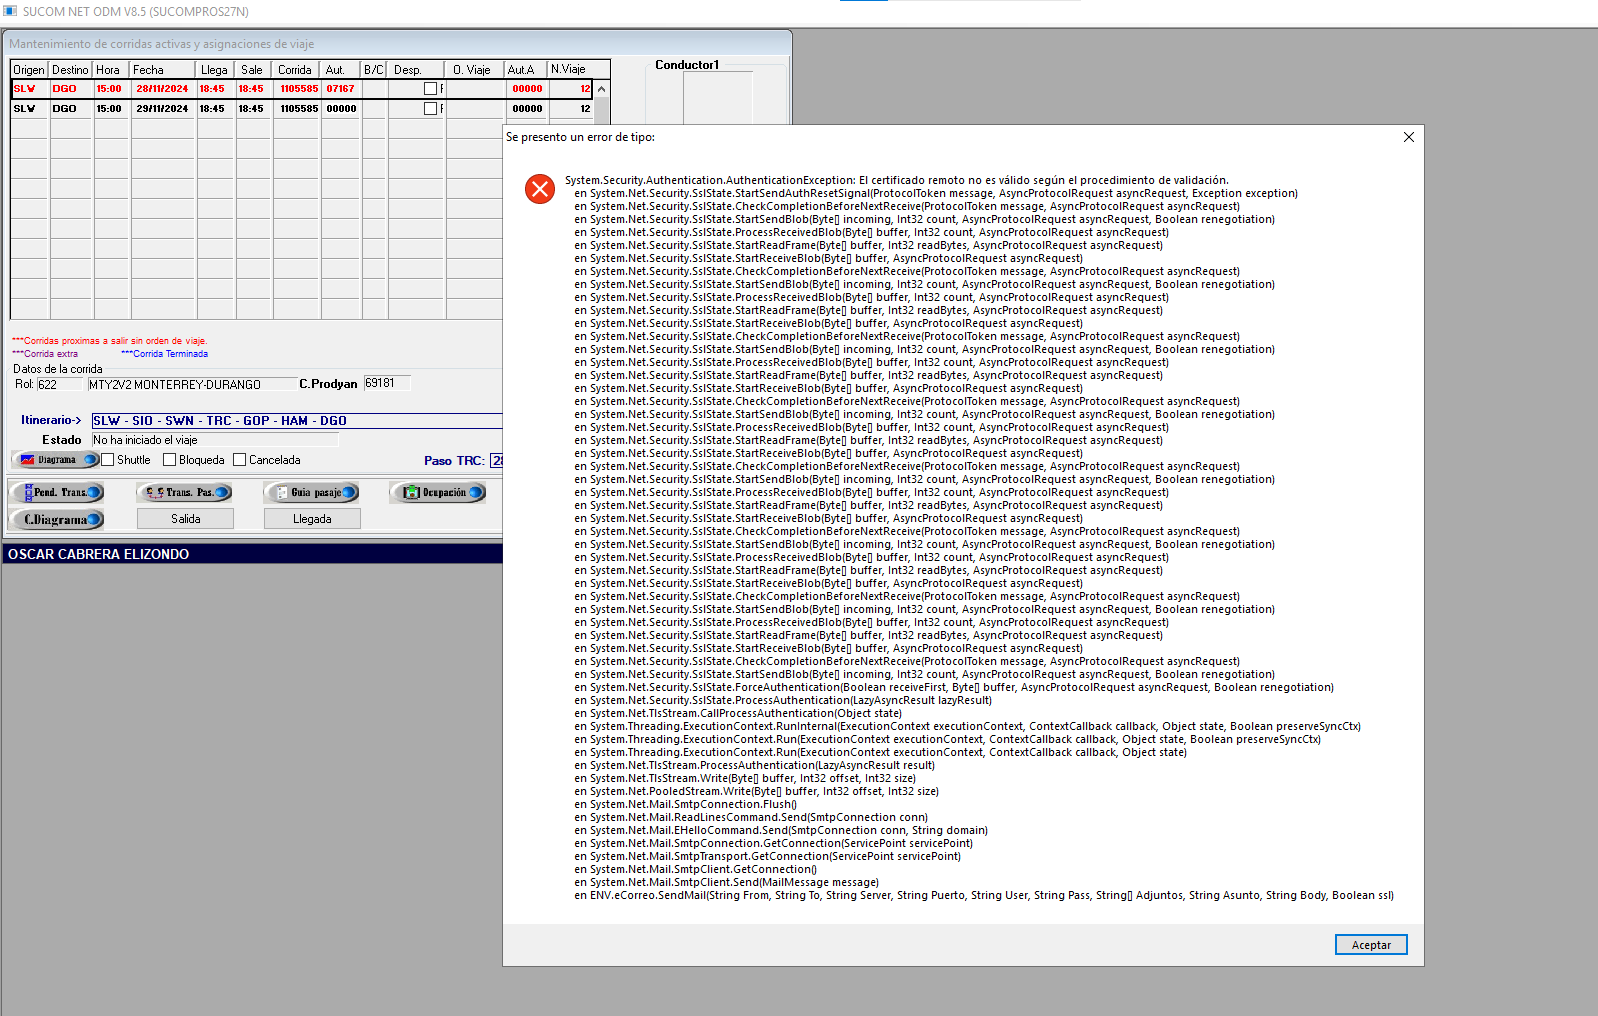 SUCOM NET ODM V8.5 (SUCOMPROS27N)
Mantenimiento de corridas activas y asignaciones de viaje
Origen Destino Hora Fecha Llega Sale Corrida Aut. B/C Desp. O. Viaje Aut.A N.Viaje
SLW DGO 15:00 28/11/2024 18:45 18:45 1105585 07167 00000 12
SLW DGO 15:00 29/11/2024 18:45 18:45 1105585 00000 00000 12
Conductor1
***Corridas proximas a salir sin orden de viaje.
***Corrida extra ***Corrida Terminada
Datos de la corrida
Rol: 622 MTY2V2 MONTERREY-DURANGO C.Prodyan 69181
Itinerario-> SLW - SIO - SWN - TRC - GOP - HAM - DGO
Estado No ha iniciado el viaje
Diagrama Shuttle Bloqueda Cancelada Paso TRC:
Pend. Trans. Trans. Pas. Guia pasaje Ocupación
C.Diagrama Salida Llegada
OSCAR CABRERA ELIZONDO
Se presento un error de tipo:
System.Security.Authentication.AuthenticationException: El certificado remoto no es válido según el procedimiento de validación.
en System.Net.Security.SslState.StartSendAuthResetSignal(ProtocolToken message, AsyncProtocolRequest asyncRequest, Exception exception)
en System.Net.Security.SslState.CheckCompletionBeforeNextReceive(ProtocolToken message, AsyncProtocolRequest asyncRequest)
en System.Net.Security.SslState.StartSendBlob(Byte[] incoming, Int32 count, AsyncProtocolRequest asyncRequest, Boolean renegotiation)
en System.Net.Security.SslState.ProcessReceivedBlob(Byte[] buffer, Int32 count, AsyncProtocolRequest asyncRequest)
en System.Net.Security.SslState.StartReadFrame(Byte[] buffer, Int32 readBytes, AsyncProtocolRequest asyncRequest)
en System.Net.Security.SslState.StartReceiveBlob(Byte[] buffer, AsyncProtocolRequest asyncRequest)
en System.Net.Security.SslState.CheckCompletionBeforeNextReceive(ProtocolToken message, AsyncProtocolRequest asyncRequest)
en System.Net.Security.SslState.StartSendBlob(Byte[] incoming, Int32 count, AsyncProtocolRequest asyncRequest, Boolean renegotiation)
en System.Net.Security.SslState.ProcessReceivedBlob(Byte[] buffer, Int32 count, AsyncProtocolRequest asyncRequest)
en System.Net.Security.SslState.StartReadFrame(Byte[] buffer, Int32 readBytes, AsyncProtocolRequest asyncRequest)
en System.Net.Security.SslState.StartReceiveBlob(Byte[] buffer, AsyncProtocolRequest asyncRequest)
en System.Net.Security.SslState.CheckCompletionBeforeNextReceive(ProtocolToken message, AsyncProtocolRequest asyncRequest)
en System.Net.Security.SslState.StartSendBlob(Byte[] incoming, Int32 count, AsyncProtocolRequest asyncRequest, Boolean renegotiation)
en System.Net.Security.SslState.ProcessReceivedBlob(Byte[] buffer, Int32 count, AsyncProtocolRequest asyncRequest)
en System.Net.Security.SslState.StartReadFrame(Byte[] buffer, Int32 readBytes, AsyncProtocolRequest asyncRequest)
en System.Net.Security.SslState.StartReceiveBlob(Byte[] buffer, AsyncProtocolRequest asyncRequest)
en System.Net.Security.SslState.CheckCompletionBeforeNextReceive(ProtocolToken message, AsyncProtocolRequest asyncRequest)
en System.Net.Security.SslState.StartSendBlob(Byte[] incoming, Int32 count, AsyncProtocolRequest asyncRequest, Boolean renegotiation)
en System.Net.Security.SslState.ProcessReceivedBlob(Byte[] buffer, Int32 count, AsyncProtocolRequest asyncRequest)
en System.Net.Security.SslState.StartReadFrame(Byte[] buffer, Int32 readBytes, AsyncProtocolRequest asyncRequest)
en System.Net.Security.SslState.StartReceiveBlob(Byte[] buffer, AsyncProtocolRequest asyncRequest)
en System.Net.Security.SslState.CheckCompletionBeforeNextReceive(ProtocolToken message, AsyncProtocolRequest asyncRequest)
en System.Net.Security.SslState.StartSendBlob(Byte[] incoming, Int32 count, AsyncProtocolRequest asyncRequest, Boolean renegotiation)
en System.Net.Security.SslState.ProcessReceivedBlob(Byte[] buffer, Int32 count, AsyncProtocolRequest asyncRequest)
en System.Net.Security.SslState.StartReadFrame(Byte[] buffer, Int32 readBytes, AsyncProtocolRequest asyncRequest)
en System.Net.Security.SslState.StartReceiveBlob(Byte[] buffer, AsyncProtocolRequest asyncRequest)
en System.Net.Security.SslState.CheckCompletionBeforeNextReceive(ProtocolToken message, AsyncProtocolRequest asyncRequest)
en System.Net.Security.SslState.StartSendBlob(Byte[] incoming, Int32 count, AsyncProtocolRequest asyncRequest, Boolean renegotiation)
en System.Net.Security.SslState.ProcessReceivedBlob(Byte[] buffer, Int32 count, AsyncProtocolRequest asyncRequest)
en System.Net.Security.SslState.StartReadFrame(Byte[] buffer, Int32 readBytes, AsyncProtocolRequest asyncRequest)
en System.Net.Security.SslState.StartReceiveBlob(Byte[] buffer, AsyncProtocolRequest asyncRequest)
en System.Net.Security.SslState.CheckCompletionBeforeNextReceive(ProtocolToken message, AsyncProtocolRequest asyncRequest)
en System.Net.Security.SslState.StartSendBlob(Byte[] incoming, Int32 count, AsyncProtocolRequest asyncRequest, Boolean renegotiation)
en System.Net.Security.SslState.ProcessReceivedBlob(Byte[] buffer, Int32 count, AsyncProtocolRequest asyncRequest)
en System.Net.Security.SslState.StartReadFrame(Byte[] buffer, Int32 readBytes, AsyncProtocolRequest asyncRequest)
en System.Net.Security.SslState.StartReceiveBlob(Byte[] buffer, AsyncProtocolRequest asyncRequest)
en System.Net.Security.SslState.CheckCompletionBeforeNextReceive(ProtocolToken message, AsyncProtocolRequest asyncRequest)
en System.Net.Security.SslState.StartSendBlob(Byte[] incoming, Int32 count, AsyncProtocolRequest asyncRequest, Boolean renegotiation)
en System.Net.Security.SslState.ForceAuthentication(Boolean receiveFirst, Byte[] buffer, AsyncProtocolRequest asyncRequest, Boolean renegotiation)
en System.Net.Security.SslState.ProcessAuthentication(LazyAsyncResult lazyResult)
en System.Net.TlsStream.CallProcessAuthentication(Object state)
en System.Threading.ExecutionContext.RunInternal(ExecutionContext executionContext, ContextCallback callback, Object state, Boolean preserveSyncCtx)
en System.Threading.ExecutionContext.Run(ExecutionContext executionContext, ContextCallback callback, Object state, Boolean preserveSyncCtx)
en System.Threading.ExecutionContext.Run(ExecutionContext executionContext, ContextCallback callback, Object state)
en System.Net.TlsStream.ProcessAuthentication(LazyAsyncResult result)
en System.Net.TlsStream.Write(Byte[] buffer, Int32 offset, Int32 size)
en System.Net.PooledStream.Write(Byte[] buffer, Int32 offset, Int32 size)
en System.Net.Mail.SmtpConnection.Flush()
en System.Net.Mail.ReadLinesCommand.Send(SmtpConnection conn)
en System.Net.Mail.EHelloCommand.Send(SmtpConnection conn, String domain)
en System.Net.Mail.SmtpConnection.GetConnection(ServicePoint servicePoint)
en System.Net.Mail.SmtpTransport.GetConnection(ServicePoint servicePoint)
en System.Net.Mail.SmtpClient.GetConnection()
en System.Net.Mail.SmtpClient.Send(MailMessage message)
en ENV.eCorreo.SendMail(String From, String To, String Server, String Puerto, String User, String Pass, String[] Adjuntos, String Asunto, String Body, Boolean ssl)
Aceptar